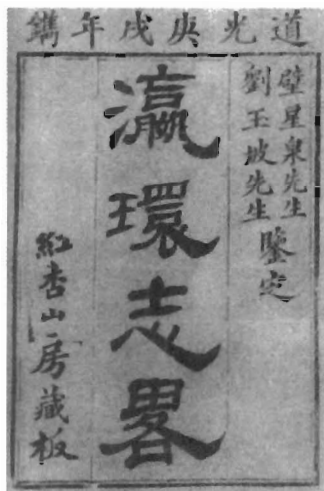 道光庚戌年鐫
壁星泉先生
劉玉坡先生
鑒定
瀛環志畧
紅杏山房藏板